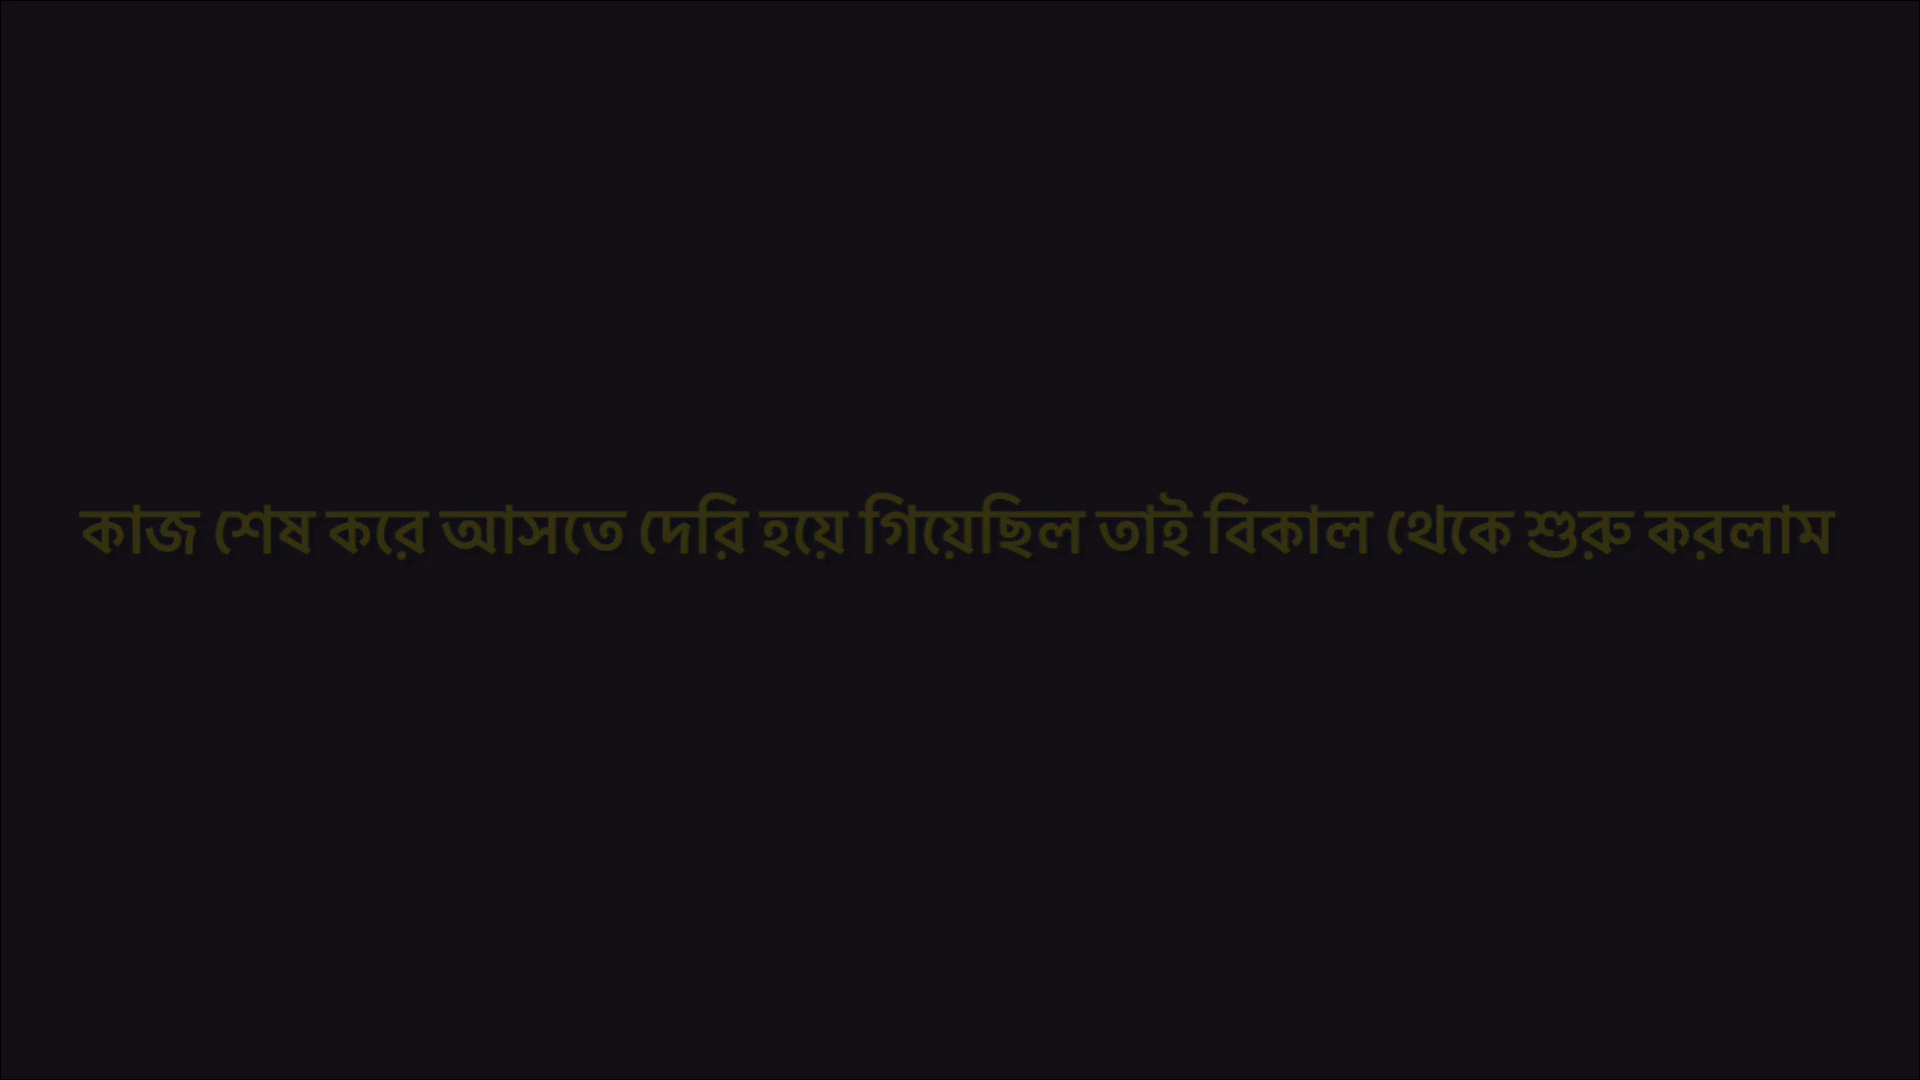 কাজ শেষ করে আসতে দেরি হয়ে গিয়েছিল তাই বিকাল থেকে শুরু করলাম